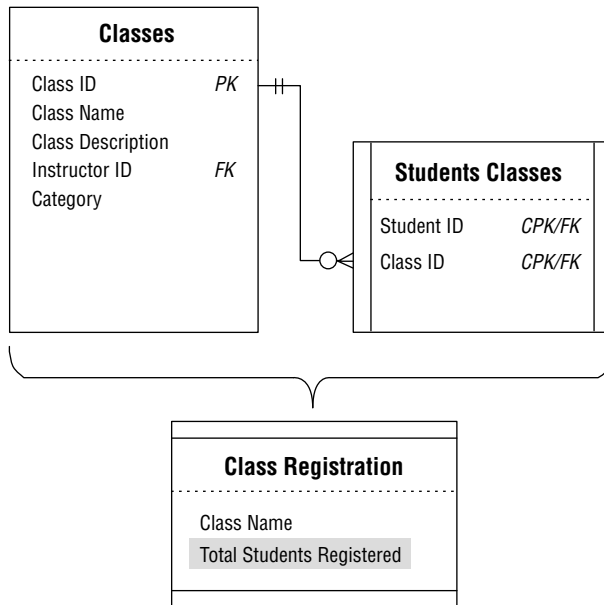 Classes
Class ID PK
Class Name
Class Description
Instructor ID FK
Category
Students Classes
Student ID CPK/FK
Class ID CPK/FK
Class Registration
Class Name
Total Students Registered